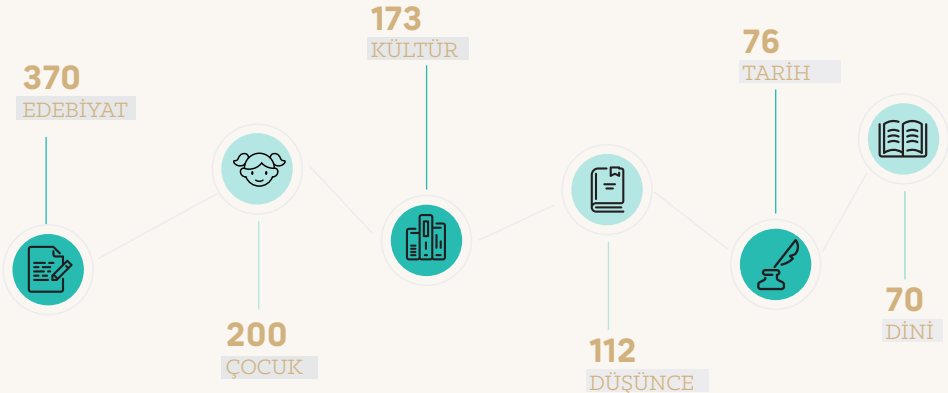 370
EDEBİYAT
200
ÇOCUK
173
KÜLTÜR
112
DÜŞÜNCE
76
TARİH
70
DİNİ